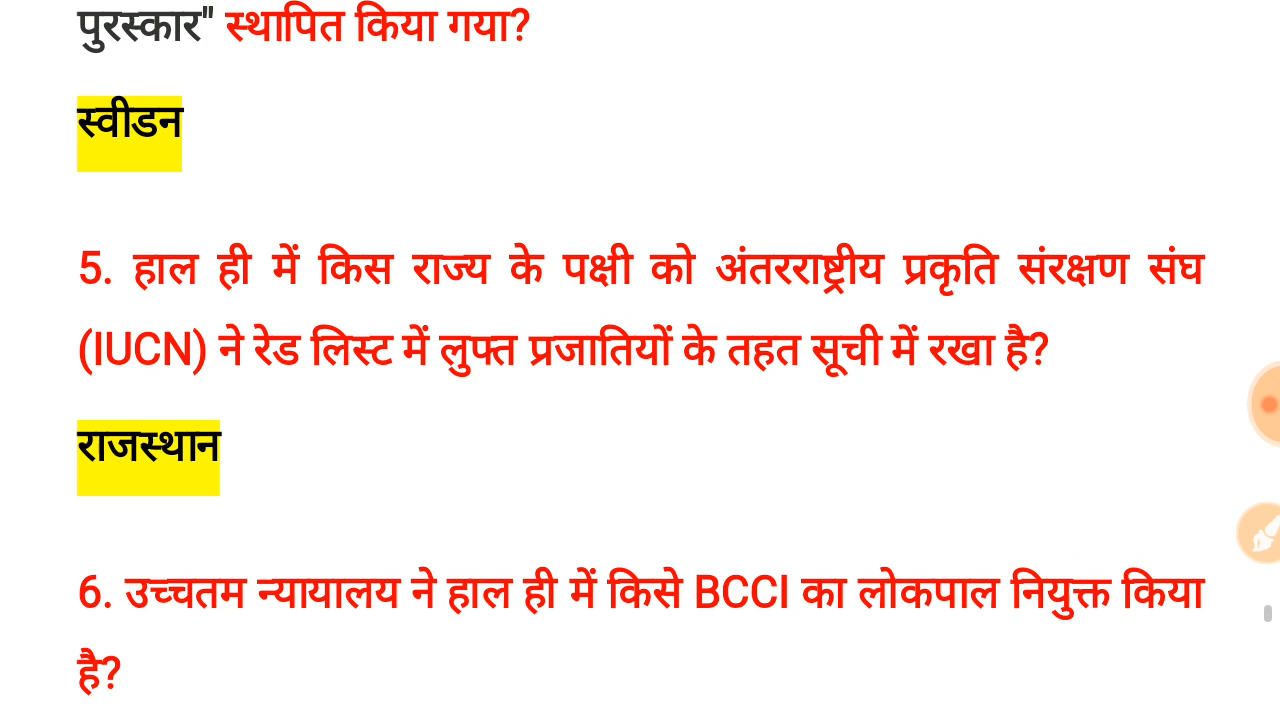 पुरस्कार" स्थापित किया गया?
स्वीडन
5. हाल ही में किस राज्य के पक्षी को अंतरराष्ट्रीय प्रकृति संरक्षण संघ
(IUCN) ने रेड लिस्ट में लुफ्त प्रजातियों के तहत सूची में रखा है?
राजस्थान
6. उच्चतम न्यायालय ने हाल ही में किसे BCCI का लोकपाल नियुक्त किया
है?